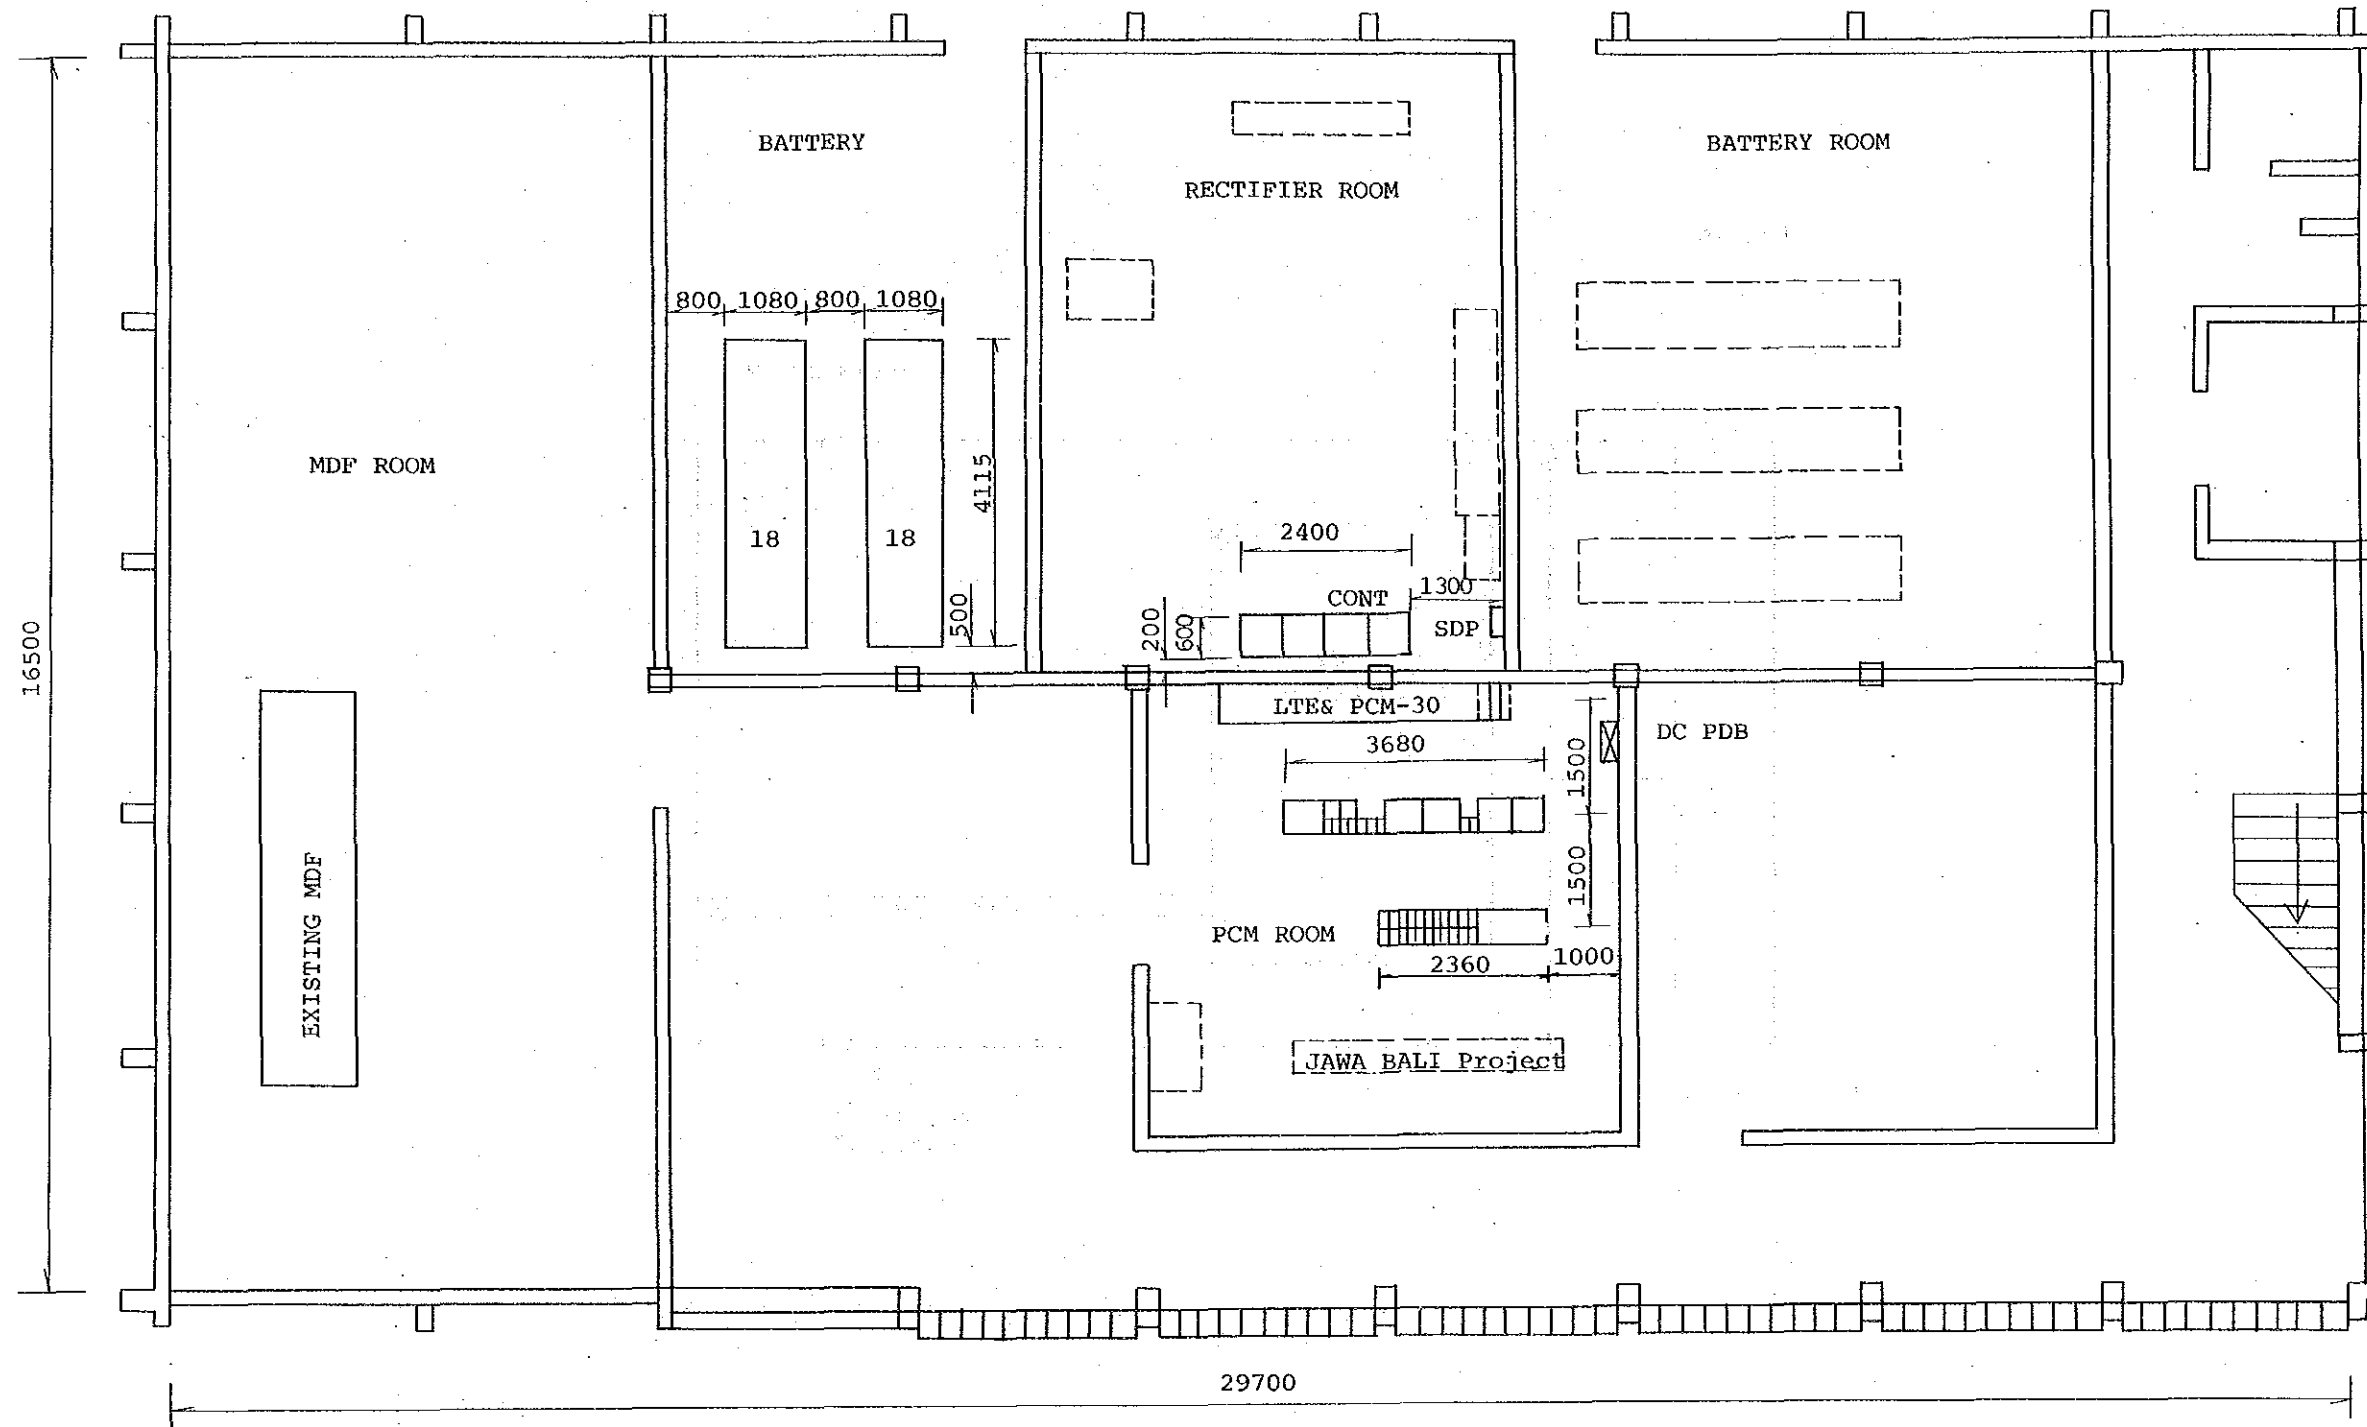 BATTERY
BATTERY ROOM
RECTIFIER ROOM
800 1080 800 1080
MDF ROOM
4115
2400
18
18
1300
CONT
500
200
600
SDP
16500
LTE& PCM-30
DC PDB
3680
1500
1500
EXISTING MDF
PCM ROOM
2360
1000
JAWA BALI Project
29700